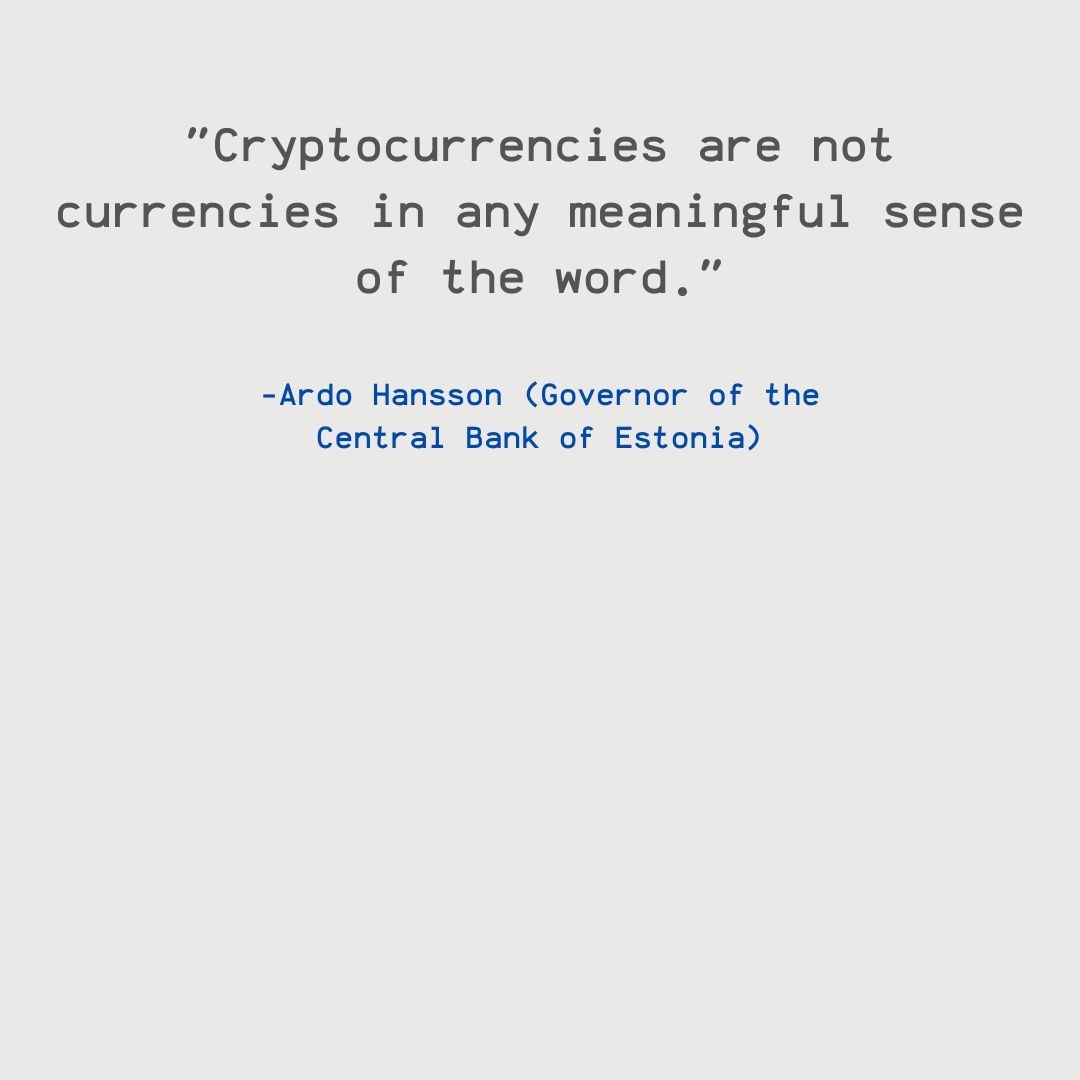 "Cryptocurrencies are not
currencies in any meaningful sense
of the word."
-Ardo Hansson (Governor of the
Central Bank of Estonia)